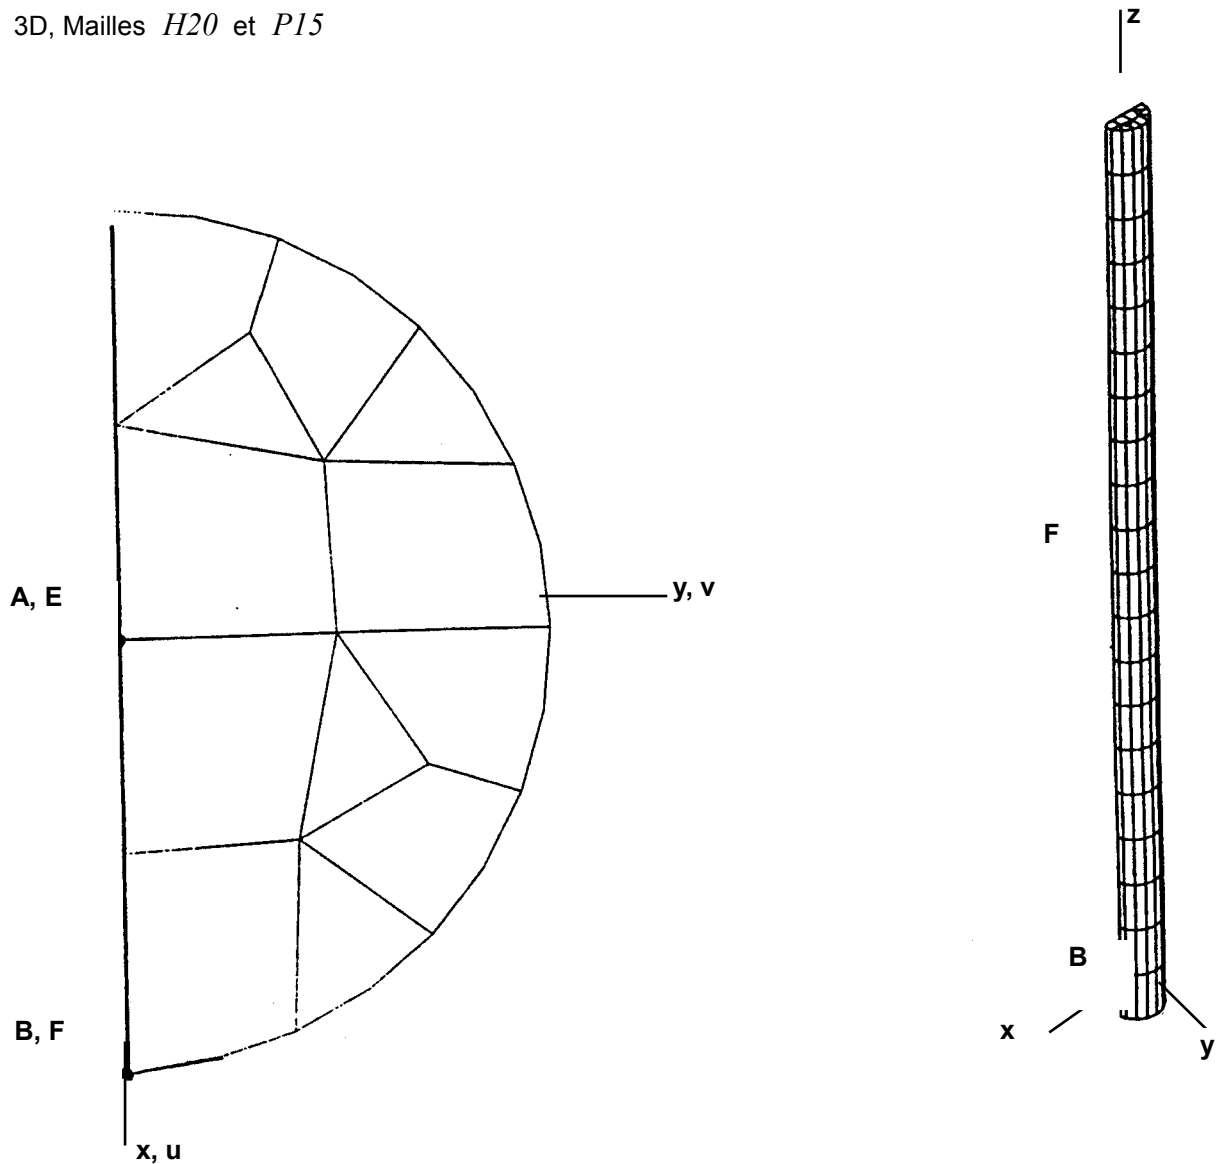 3D, Mailles H20 et P15
z
A, E
y, v
F
B
B, F
x
y
x, u